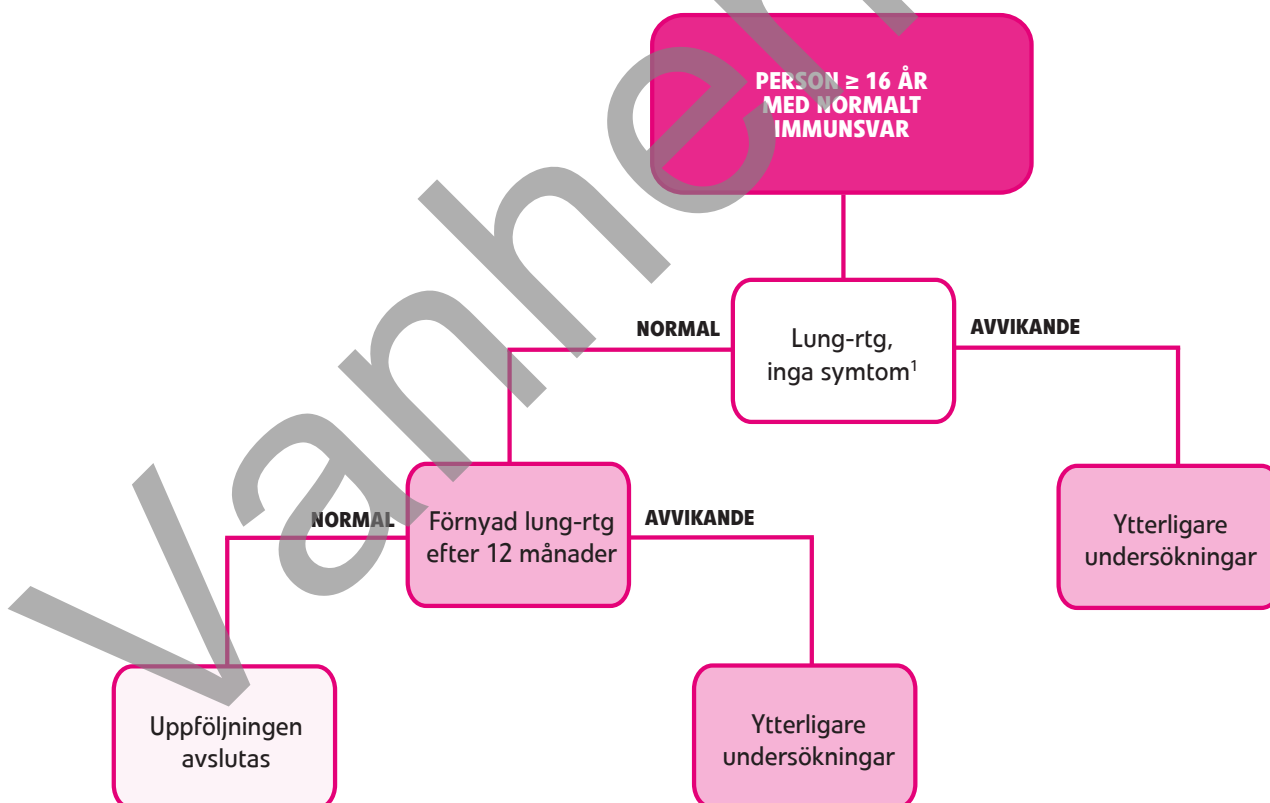 PERSON ≥ 16 ÅR
MED NORMALT
IMMUNSVAR
NORMAL
Lung-rtg,
inga symtom¹
AVVIKANDE
NORMAL
Förnyad lung-rtg
efter 12 månader
AVVIKANDE
Ytterligare
undersökningar
Uppföljningen
avslutas
Ytterligare
undersökningar